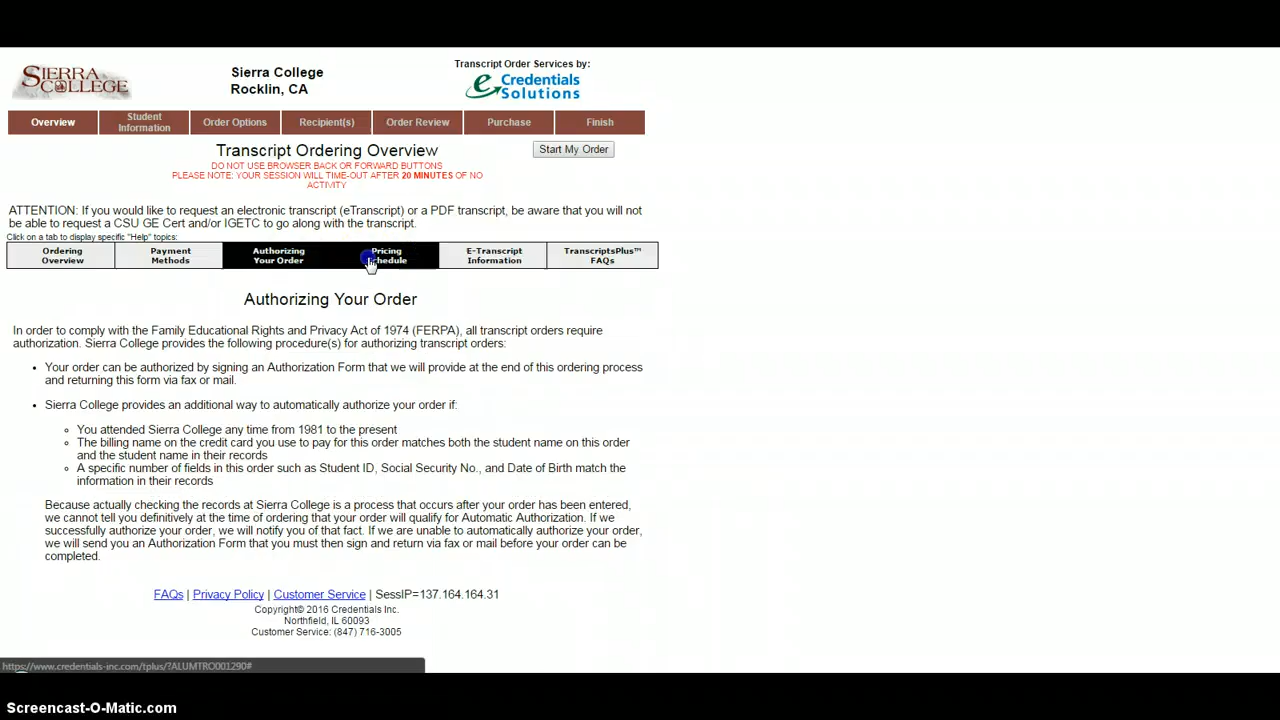 SIERRA
COLLEGE
Sierra College
Rocklin, CA
Transcript Order Services by:
e Credentials
Solutions
Overview
Student
Information
Order Options
Recipient(s)
Order Review
Purchase
Finish
Transcript Ordering Overview
Start My Order
DO NOT USE BROWSER BACK OR FORWARD BUTTONS
PLEASE NOTE: YOUR SESSION WILL TIME-OUT AFTER 20 MINUTES OF NO
ACTIVITY
ATTENTION: If you would like to request an electronic transcript (eTranscript) or a PDF transcript, be aware that you will not
be able to request a CSU GE Cert and/or IGETC to go along with the transcript.
Click on a tab to display specific "Help" topics:
Ordering
Overview
Payment
Methods
Authorizing
Your Order
Pricing
Schedule
E-Transcript
Information
TranscriptsPlus™
FAQs
Authorizing Your Order
In order to comply with the Family Educational Rights and Privacy Act of 1974 (FERPA), all transcript orders require
authorization. Sierra College provides the following procedure(s) for authorizing transcript orders:
• Your order can be authorized by signing an Authorization Form that we will provide at the end of this ordering process
and returning this form via fax or mail.
• Sierra College provides an additional way to automatically authorize your order if:
◦ You attended Sierra College any time from 1981 to the present
◦ The billing name on the credit card you use to pay for this order matches both the student name on this order
and the student name in their records
◦ A specific number of fields in this order such as Student ID, Social Security No., and Date of Birth match the
information in their records
Because actually checking the records at Sierra College is a process that occurs after your order has been entered,
we cannot tell you definitively at the time of ordering that your order will qualify for Automatic Authorization. If we
successfully authorize your order, we will notify you of that fact. If we are unable to automatically authorize your order,
we will send you an Authorization Form that you must then sign and return via fax or mail before your order can be
completed.
FAQs | Privacy Policy | Customer Service | SessIP=137.164.164.31
Copyright© 2016 Credentials Inc.
Northfield, IL 60093
Customer Service: (847) 716-3005
https://www.credentials-inc.com/tplus/?ALUMTRO001290#
Screencast-O-Matic.com